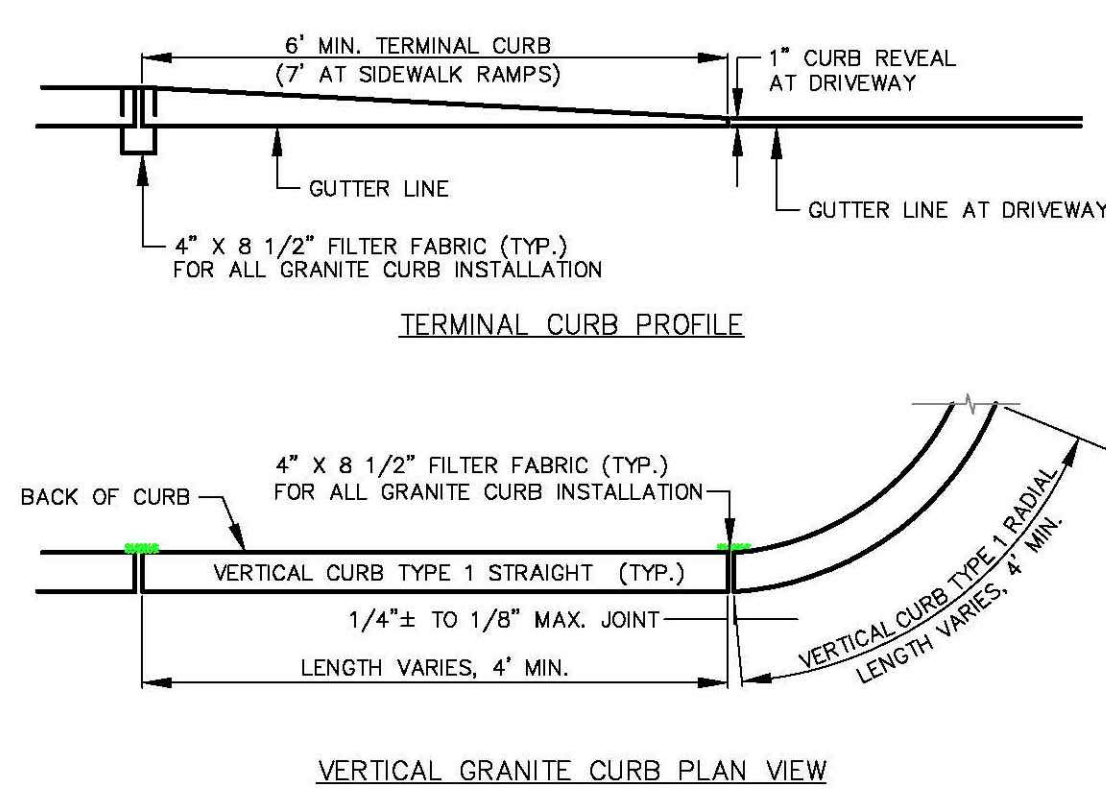 6' MIN. TERMINAL CURB
(7' AT SIDEWALK RAMPS)
1" CURB REVEAL
AT DRIVEWAY
GUTTER LINE
GUTTER LINE AT DRIVEWAY
4" X 8 1/2" FILTER FABRIC (TYP.)
FOR ALL GRANITE CURB INSTALLATION
TERMINAL CURB PROFILE
4" X 8 1/2" FILTER FABRIC (TYP.)
FOR ALL GRANITE CURB INSTALLATION
BACK OF CURB
VERTICAL CURB TYPE 1 STRAIGHT (TYP.)
1/4"± TO 1/8" MAX. JOINT
LENGTH VARIES, 4' MIN.
VERTICAL CURB TYPE 1 RADIAL
LENGTH VARIES, 4' MIN.
VERTICAL GRANITE CURB PLAN VIEW